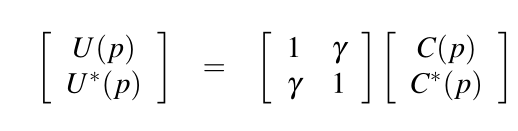 [ U(p) ] = [ 1 γ ] [ C(p) ]
[ U*(p) ] [ γ 1 ] [ C*(p) ]